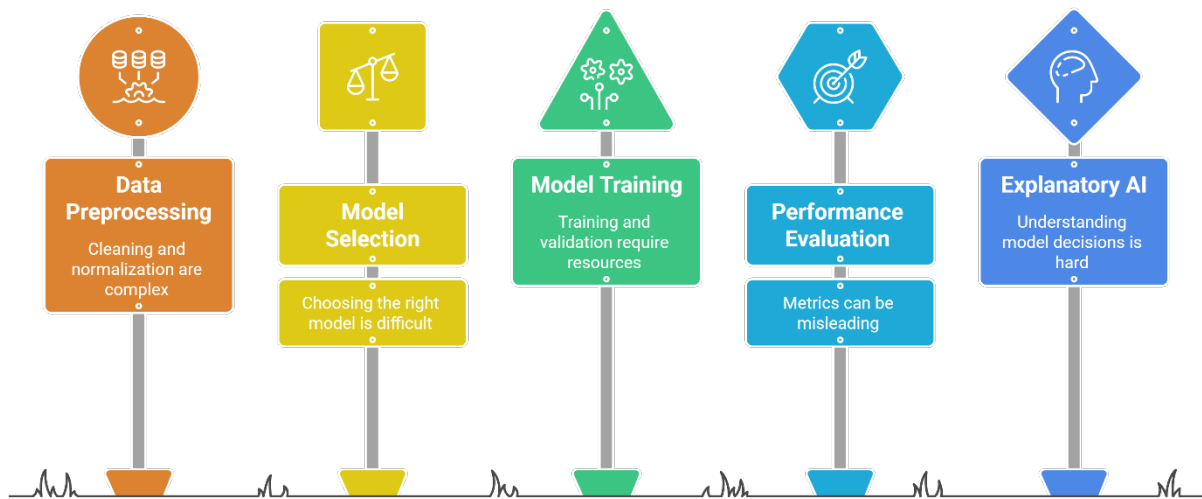 Data
Preprocessing
Cleaning and
normalization are
complex
Model
Selection
Choosing the right
model is difficult
Model Training
Training and
validation require
resources
Performance
Evaluation
Metrics can be
misleading
Explanatory AI
Understanding
model decisions is
hard